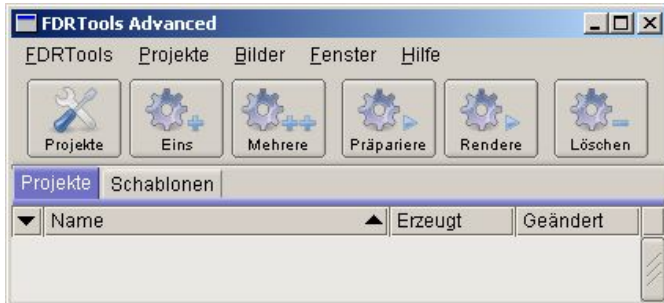 FDRTools Advanced
FDRTools Projekte Bilder Fenster Hilfe
Projekte Eins Mehrere Präpariere Rendere Löschen
Projekte Schablonen
Name Erzeugt Geändert